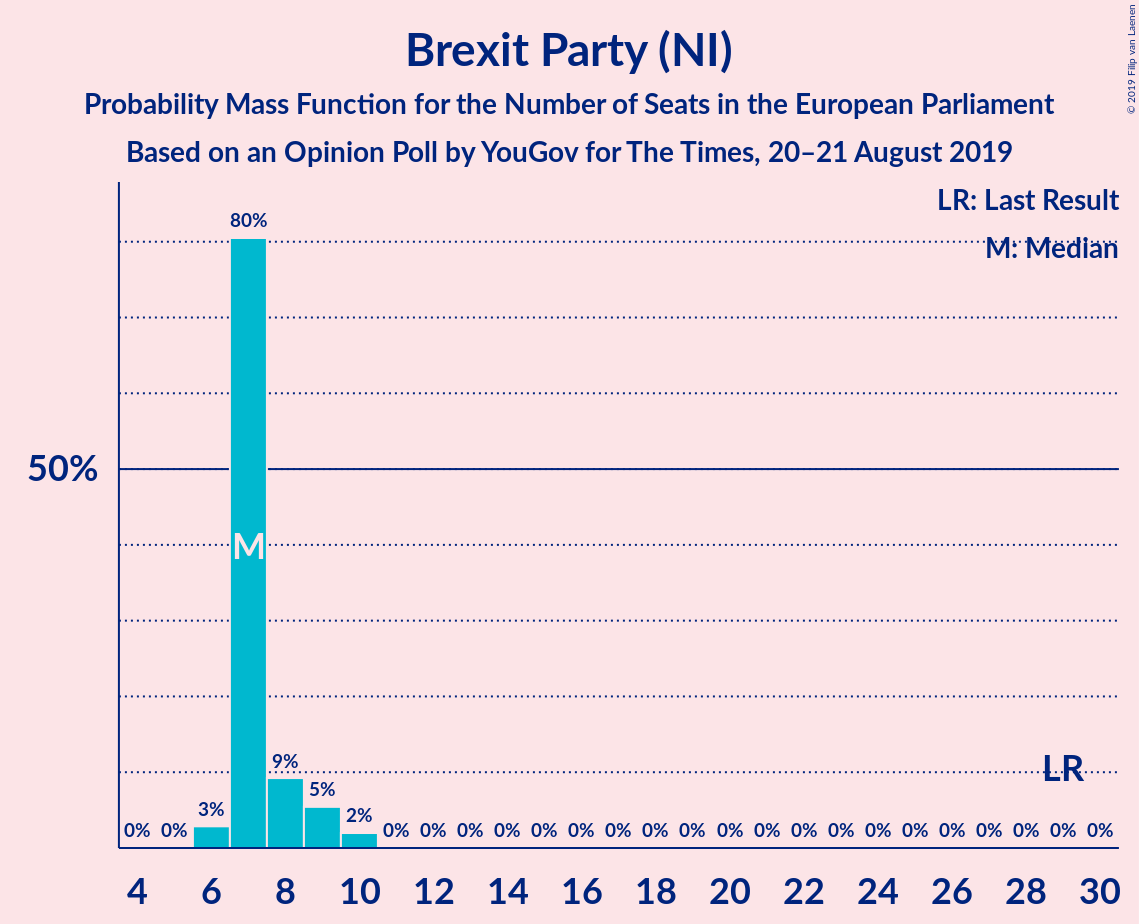 Brexit Party (NI)
Probability Mass Function for the Number of Seats in the European Parliament
Based on an Opinion Poll by YouGov for The Times, 20–21 August 2019
© 2019 Filip van Laenen
LR: Last Result
M: Median
80%
50%
M
9%
5%
3%
2%
LR
0% 0% 0% 0% 0% 0% 0% 0% 0% 0% 0% 0% 0% 0% 0% 0% 0% 0% 0% 0% 0% 0%
4 6 8 10 12 14 16 18 20 22 24 26 28 30